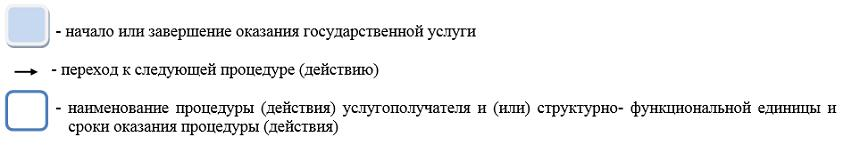 - начало или завершение оказания государственной услуги
- переход к следующей процедуре (действию)
- наименование процедуры (действия) услугополучателя и (или) структурно- функциональной единицы и
сроки оказания процедуры (действия)